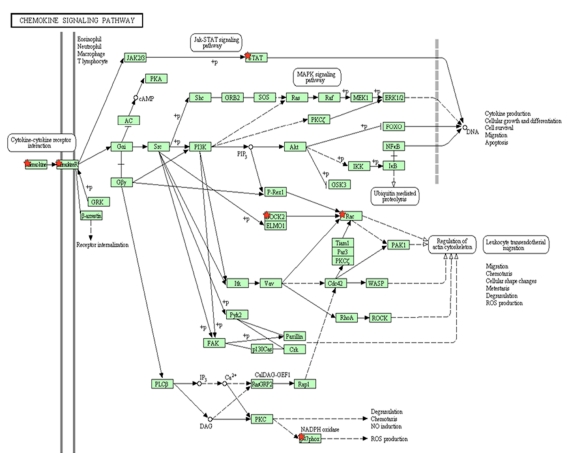 CHEMOKINE SIGNALING PATHWAY
Eosinophil
Neutrophil
Macrophage
T lymphocyte
Jak-STAT signaling
pathway
JAK2/3
STAT
+p
MAPK signaling
pathway
PKA
cAMP
AC
+p
Shc
GRB2
SOS
Ras
Raf
MEK1
ERK1/2
+p
PKCζ
FOXO
DNA
Cytokine production
Cellular growth and differentiation
Cell survival
Migration
Apoptosis
Cytokine-cytokine receptor
interaction
Gαi
Src
PI3K
PIP3
Akt
NFκB
IKK
IκB
+p
GSK3
Ubiquitin mediated
proteolysis
Gβγ
P-Rex1
+p
GRK
β-arrestin
Receptor internalization
DOCK2
ELMO1
Rac
Tiam1
Par3
PKCζ
PAK1
Regulation of
actin cytoskeleton
Leukocyte transendothelial
migration
Migration
Chemotaxis
Cellular shape changes
Metastasis
Degranulation
ROS production
Itk
Vav
Cdc42
WASP
RhoA
ROCK
Pyk2
+p
FAK
Paxillin
p130Cas
Crk
PLCβ
IP3
Ca2+
CalDAG-GEFI
RasGRP2
Rap1
DAG
PKC
Degranulation
Chemotaxis
NO induction
NADPH oxidase
p47phox
ROS production